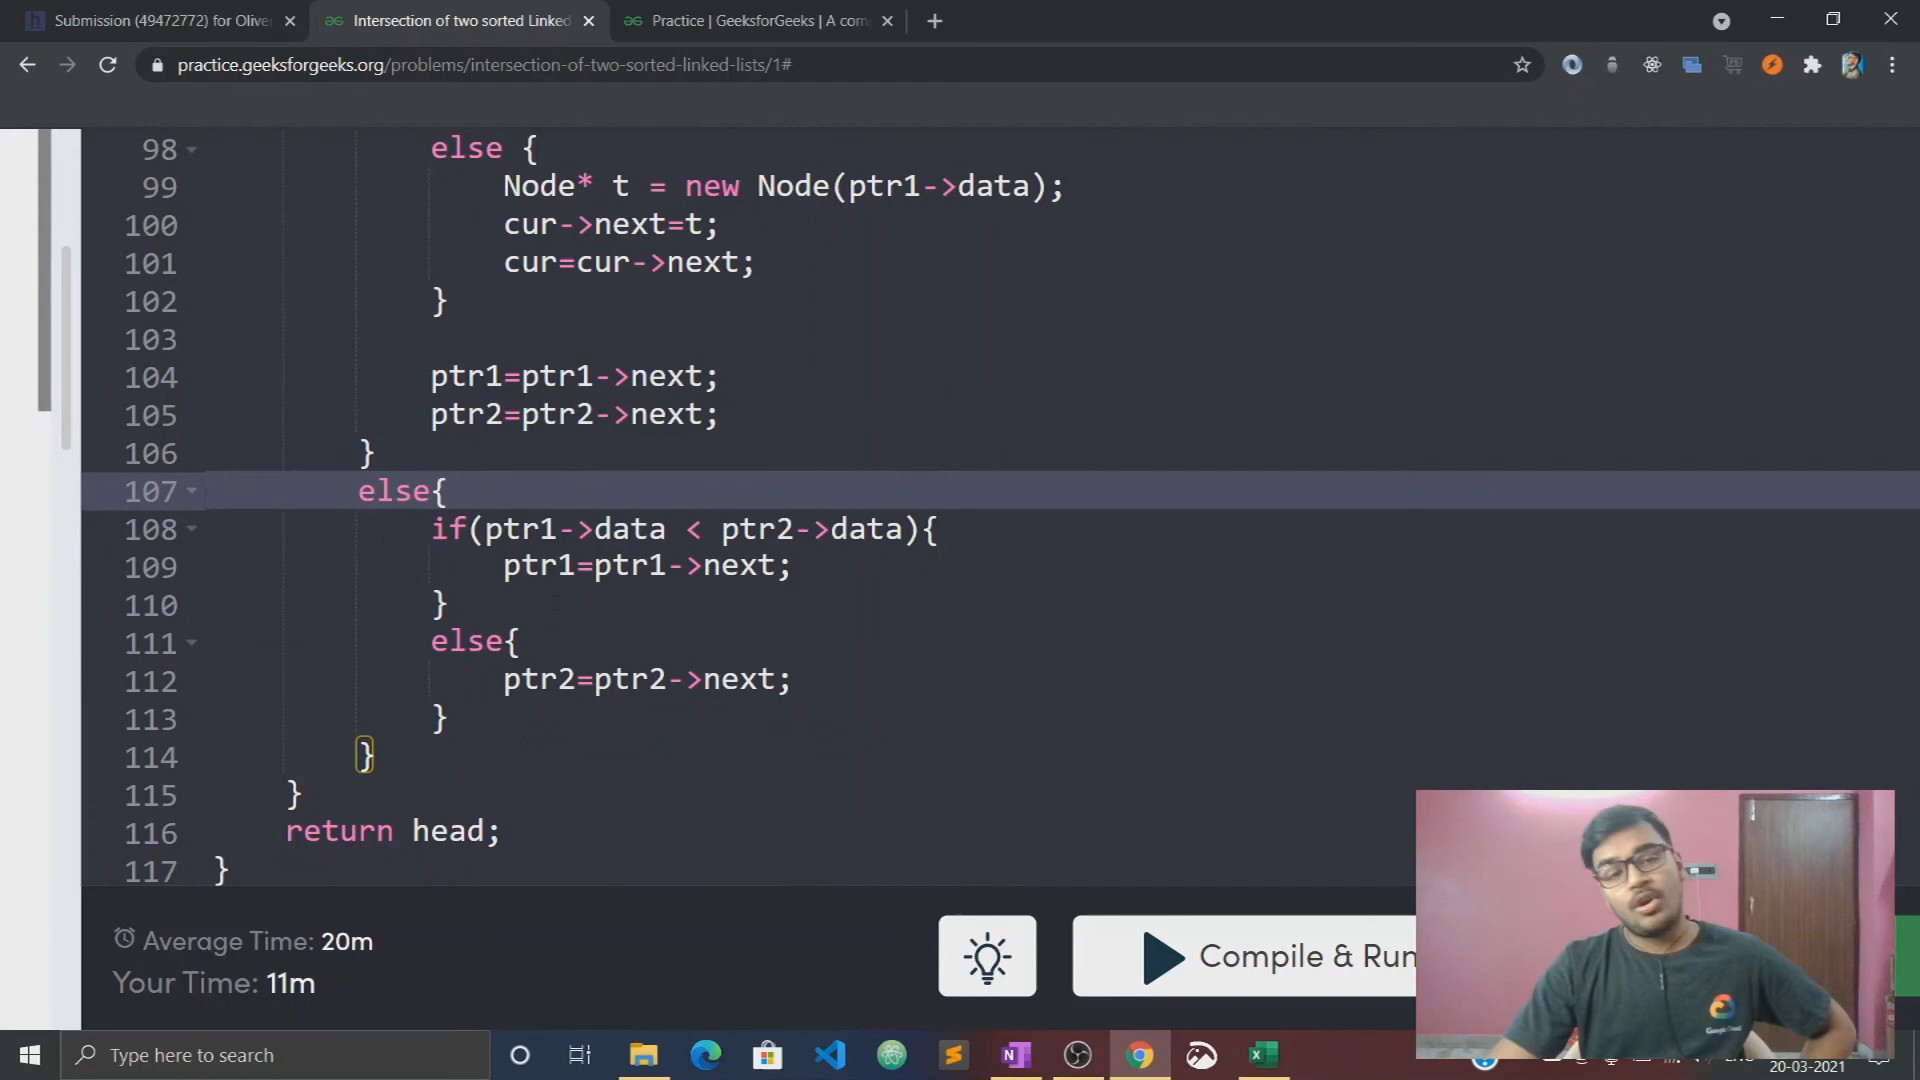 Submission (49472772) for Olive
Intersection of two sorted Linked
Practice | GeeksforGeeks | A com
practice.geeksforgeeks.org/problems/intersection-of-two-sorted-linked-lists/1#
98 else {
99 Node* t = new Node(ptr1->data);
100 cur->next=t;
101 cur=cur->next;
102 }
103
104 ptr1=ptr1->next;
105 ptr2=ptr2->next;
106 }
107 else{
108 if(ptr1->data < ptr2->data){
109 ptr1=ptr1->next;
110 }
111 else{
112 ptr2=ptr2->next;
113 }
114 }
115 }
116 return head;
117 }
Average Time: 20m
Your Time: 11m
Compile & Run
Google Cloud
Type here to search
20-03-2021